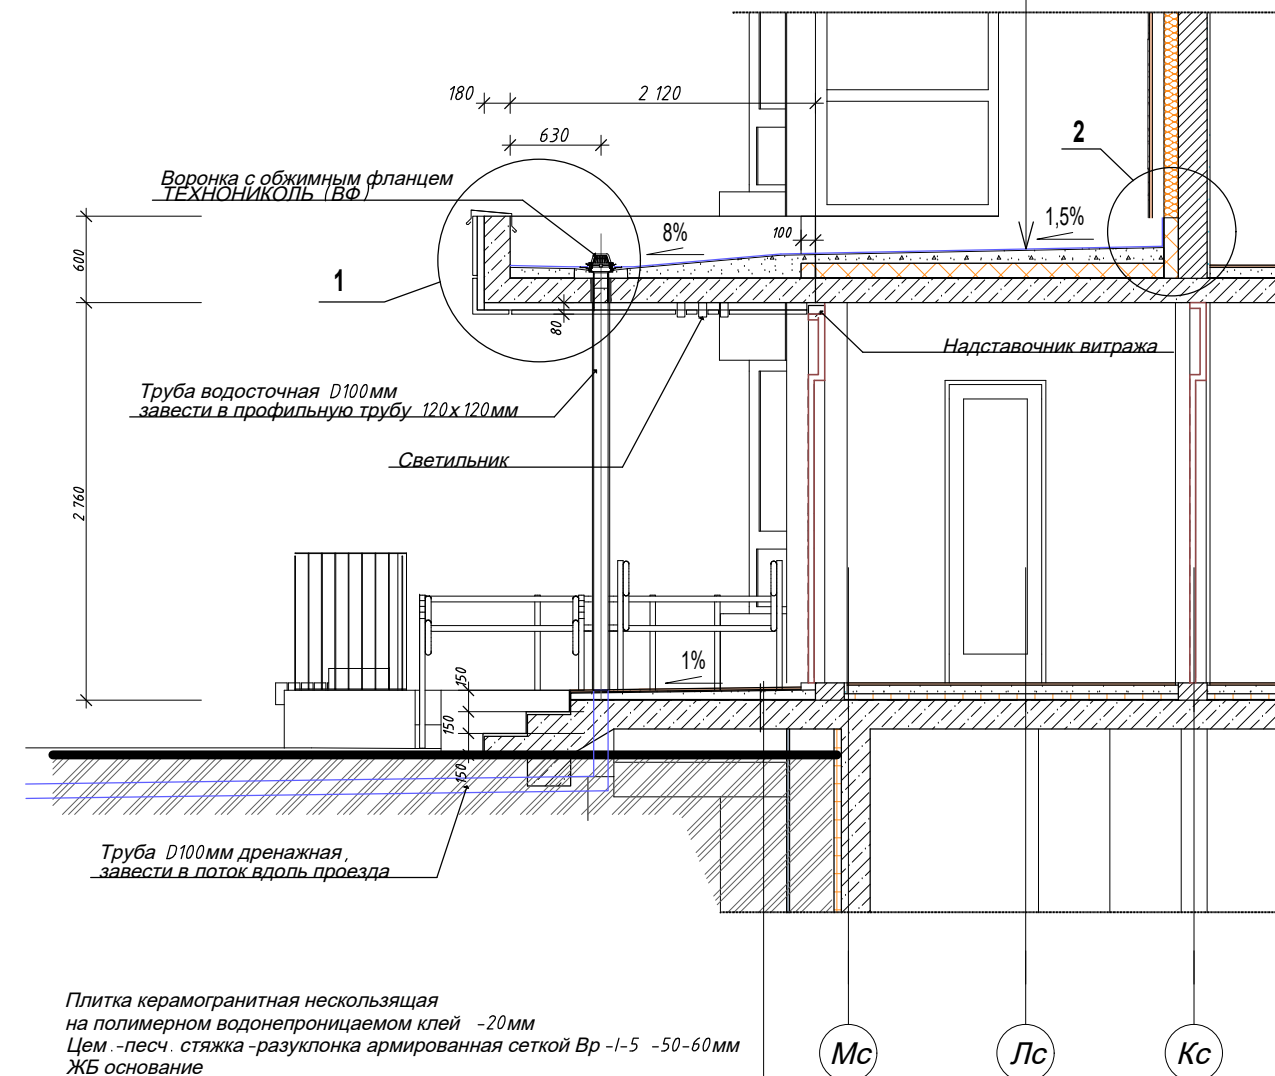 180
2 120
630
2
Воронка с обжимным фланцем
ТЕХНОНИКОЛЬ (ВФ)
8%
100
1,5%
600
1
80
Надставочник витража
Труба водосточная D100мм
завести в профильную трубу 120х120мм
Светильник
2 760
1%
150
150
150
Труба D100мм дренажная,
завести в лоток вдоль проезда
Плитка керамогранитная нескользящая
на полимерном водонепроницаемом клей -20мм
Цем.-песч. стяжка-разуклонка армированная сеткой Вр-I-5 -50-60мм
ЖБ основание
Мс
Лс
Кс